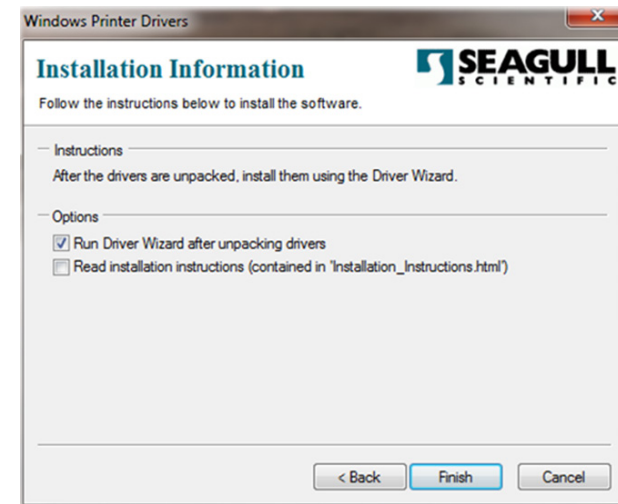 Windows Printer Drivers
Installation Information
SEAGULL
SCIENTIFIC
Follow the instructions below to install the software.
Instructions
After the drivers are unpacked, install them using the Driver Wizard.
Options
Run Driver Wizard after unpacking drivers
Read installation instructions (contained in 'Installation_Instructions.html')
< Back Finish Cancel